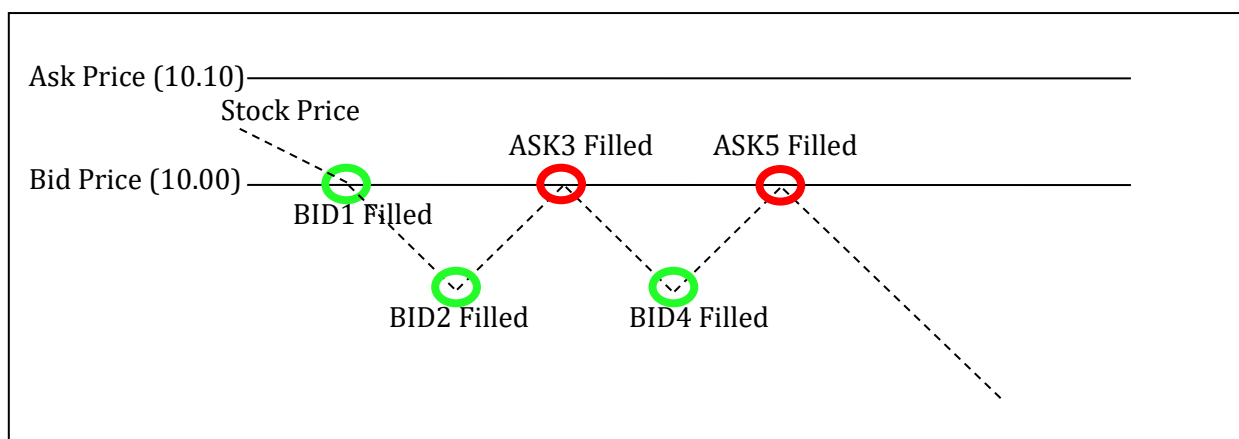 Ask Price (10.10)
Stock Price
ASK3 Filled
ASK5 Filled
Bid Price (10.00)
BID1 Filled
BID2 Filled
BID4 Filled